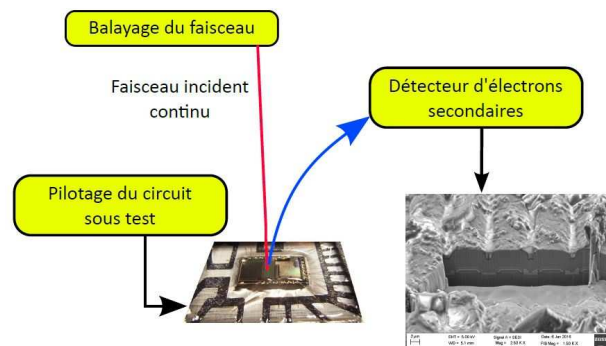 Balayage du faisceau
Faisceau incident
continu
Détecteur d'électrons
secondaires
Pilotage du circuit
sous test